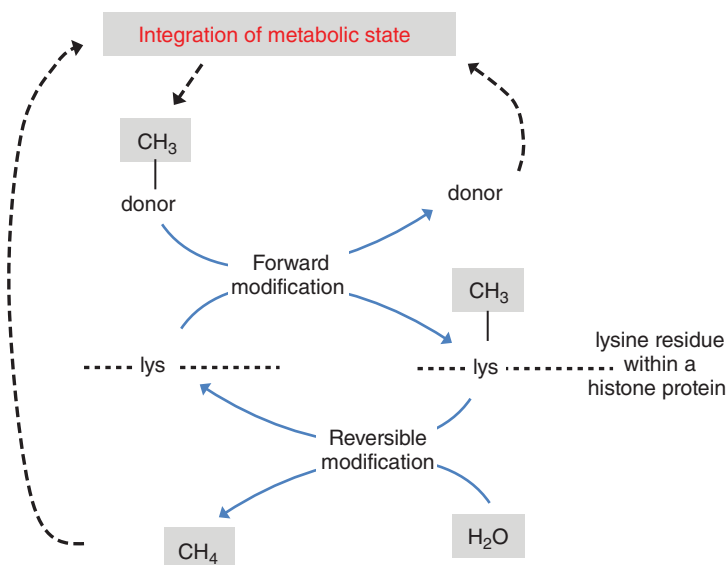 Integration of metabolic state
CH₃
donor
donor
Forward
modification
CH₃
lys
lys
lysine residue
within a
histone protein
Reversible
modification
CH₄
H₂O